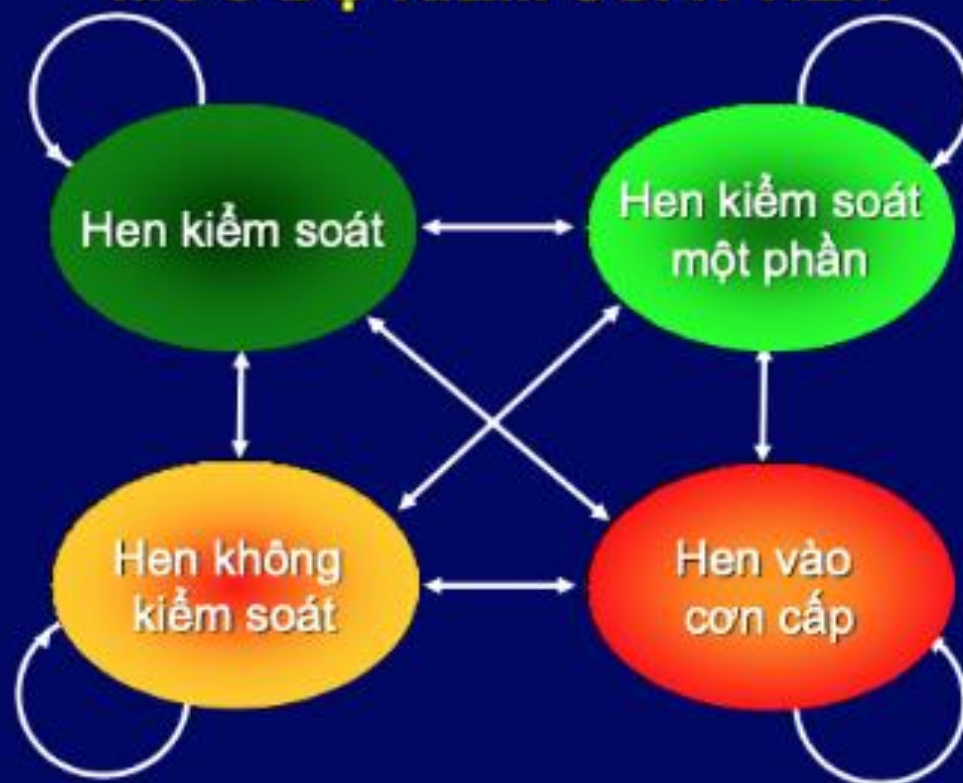 Hen kiểm soát
Hen kiểm soát
một phần
Hen không
kiểm soát
Hen vào
cơn cấp